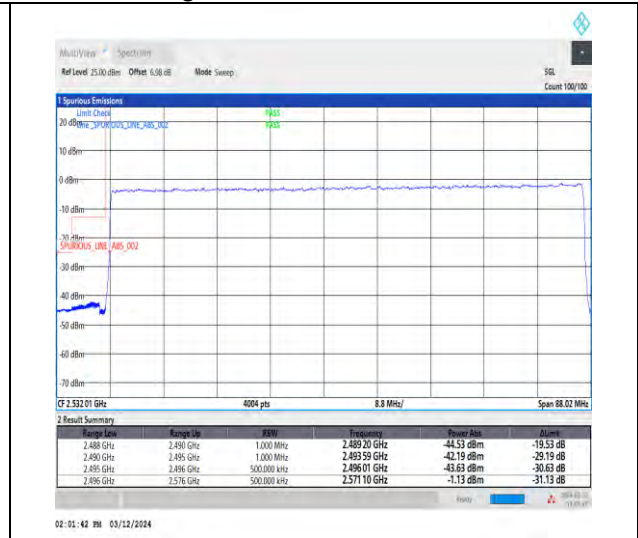 MultiView Spectrum
Ref Level 25.00 dBm Offset 6.98 dB Mode Sweep SGL
Count 100/100
1 Spurious Emissions
Limit Check PASS
20 dBm Line _SPURIOUS_LINE_ABS_002 PASS
10 dBm
0 dBm
-10 dBm
-20 dBm
_SPURIOUS_LINE_ABS_002
-30 dBm
-40 dBm
-50 dBm
-60 dBm
-70 dBm
CF 2.532 01 GHz 4004 pts 8.8 MHz/ Span 88.02 MHz
2 Result Summary
Range Low Range Up RBW Frequency Power Abs ΔLimit
2.488 GHz 2.490 GHz 1.000 MHz 2.489 20 GHz -44.53 dBm -19.53 dB
2.490 GHz 2.495 GHz 1.000 MHz 2.493 59 GHz -42.19 dBm -29.19 dB
2.495 GHz 2.496 GHz 500.000 kHz 2.496 01 GHz -43.63 dBm -30.63 dB
2.496 GHz 2.576 GHz 500.000 kHz 2.571 10 GHz -1.13 dBm -31.13 dB
Ready
02:01:42 PM 03/12/2024